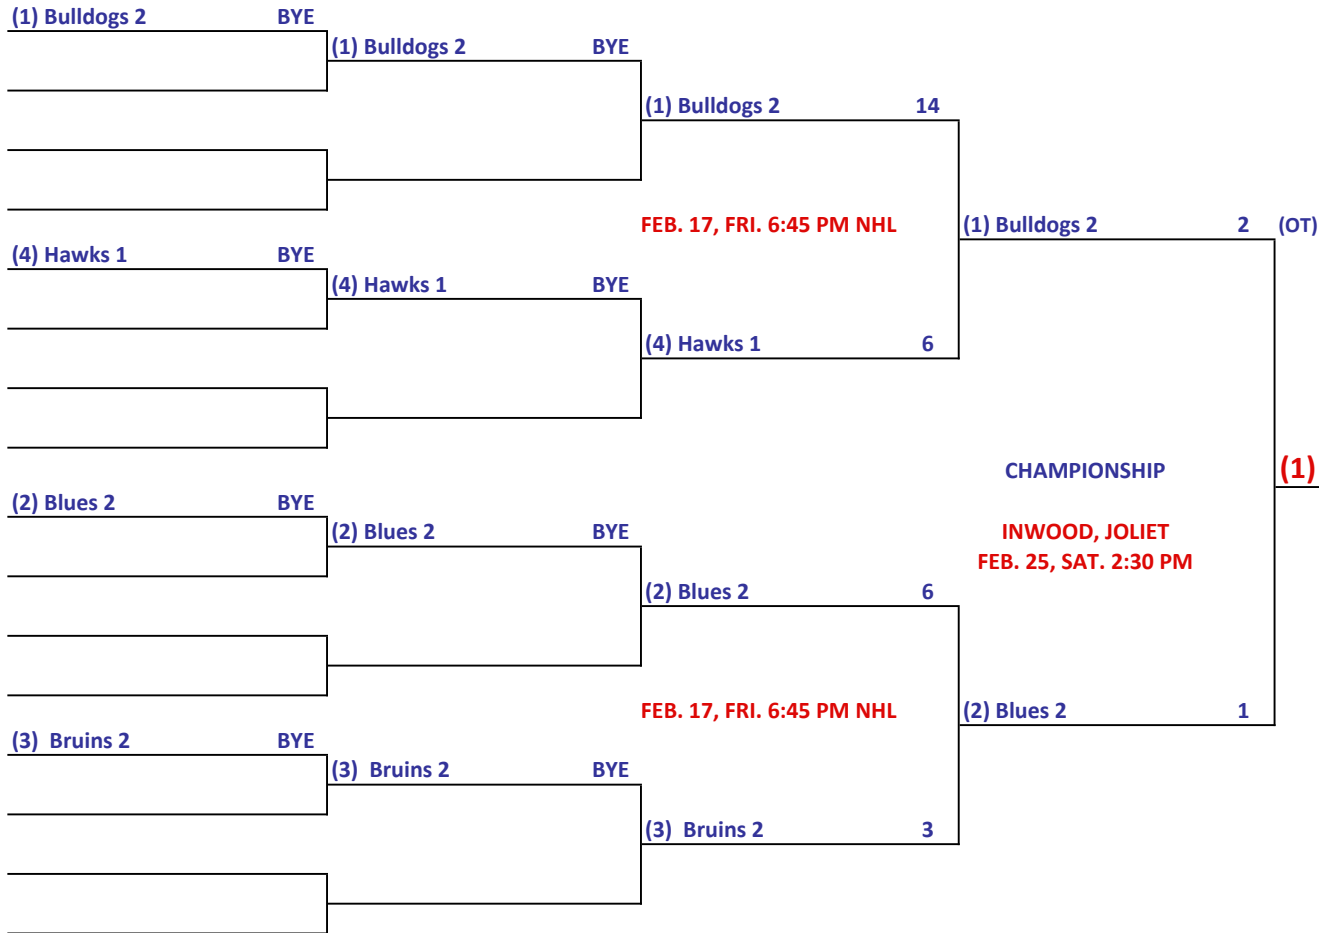 (1) Bulldogs 2 BYE
(1) Bulldogs 2 BYE
(1) Bulldogs 2 14
FEB. 17, FRI. 6:45 PM NHL
(1) Bulldogs 2 2 (OT)
(4) Hawks 1 BYE
(4) Hawks 1 BYE
(4) Hawks 1 6
CHAMPIONSHIP
(1)
INWOOD, JOLIET
FEB. 25, SAT. 2:30 PM
(2) Blues 2 BYE
(2) Blues 2 BYE
(2) Blues 2 6
FEB. 17, FRI. 6:45 PM NHL
(2) Blues 2 1
(3) Bruins 2 BYE
(3) Bruins 2 BYE
(3) Bruins 2 3